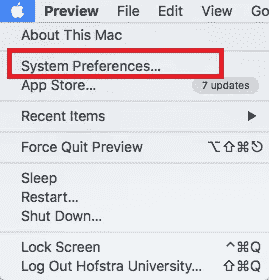 Preview File Edit View Go
About This Mac
System Preferences...
App Store... 7 updates
Recent Items
Force Quit Preview ⌥⇧⌘⎋
Sleep
Restart...
Shut Down...
Lock Screen ^⌘Q
Log Out Hofstra University... ⇧⌘Q